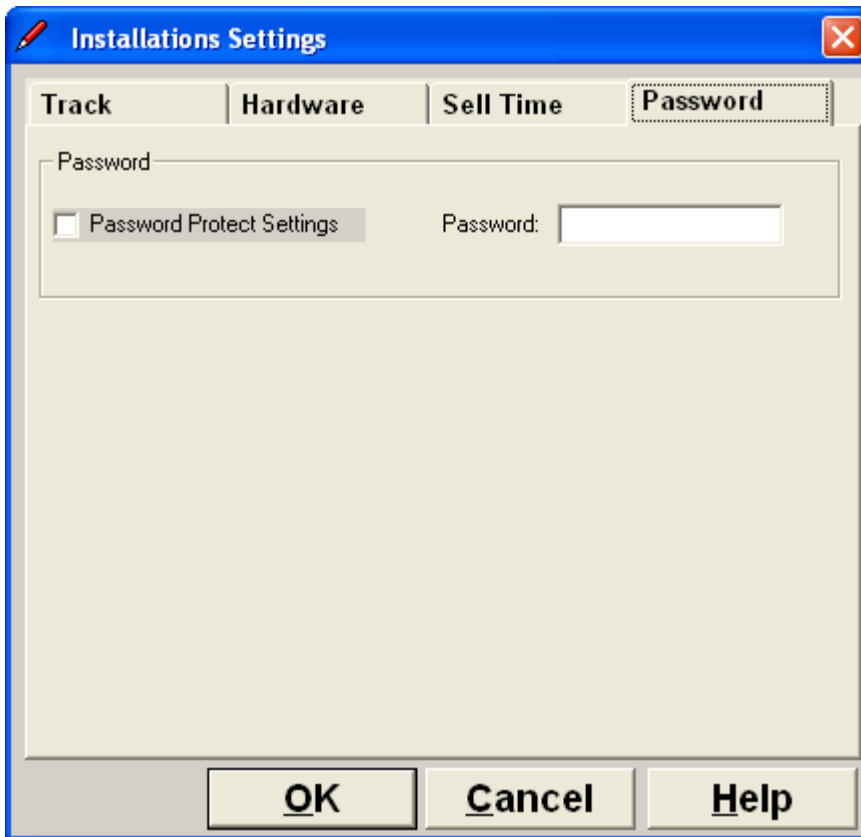 Installations Settings
Track Hardware Sell Time Password
Password
Password Protect Settings Password:
OK Cancel Help